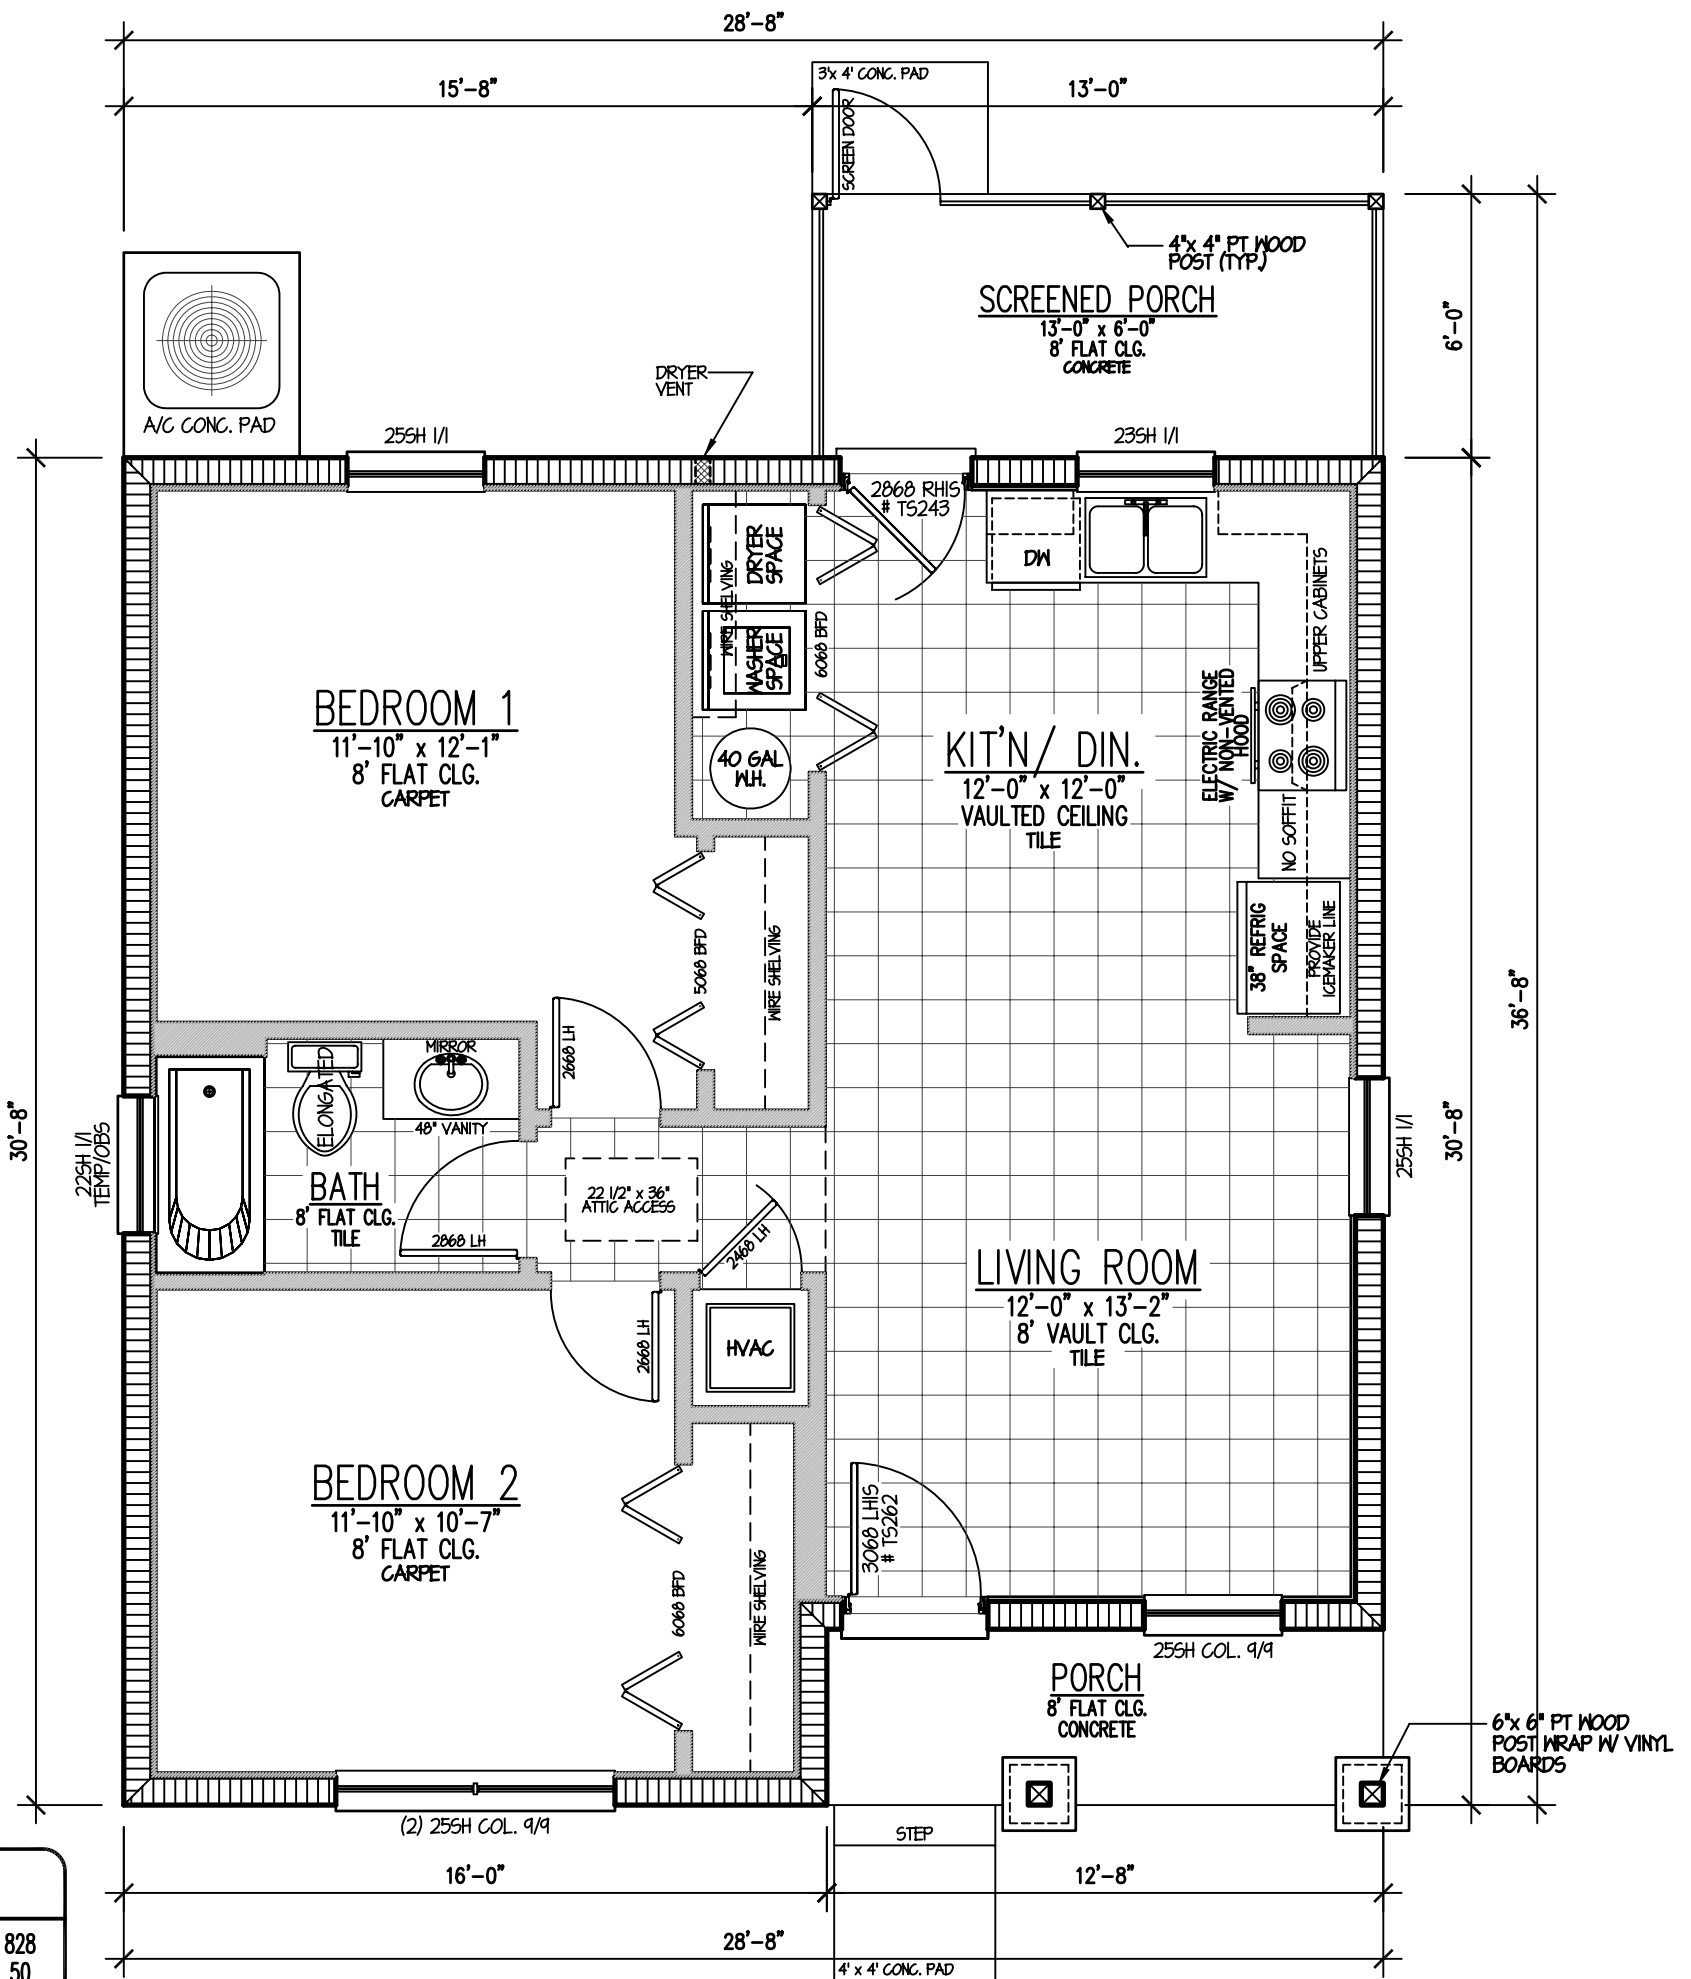 28'-8"
15'-8"
3'x 4' CONC. PAD
13'-0"
SCREEN DOOR
4"x 4" PT WOOD
POST (TYP.)
SCREENED PORCH
13'-0" x 6'-0"
8' FLAT CLG.
CONCRETE
6'-0"
DRYER
VENT
A/C CONC. PAD
25SH 1/1
23SH 1/1
2868 RHIS
# TS243
DRYER
SPACE
WIRE SHELVING
WASHER
SPACE
6068 BFD
DW
UPPER CABINETS
ELECTRIC RANGE
W/ NON-VENTED
HOOD
BEDROOM 1
11'-10" x 12'-1"
8' FLAT CLG.
CARPET
40 GAL
W.H.
KIT'N/ DIN.
12'-0" x 12'-0"
VAULTED CEILING
TILE
NO SOFFIT
38" REFRIG
SPACE
PROVIDE
ICEMAKER LINE
5068 BFD
WIRE SHELVING
36'-8"
2668 LH
MIRROR
ELONGATED
48" VANITY
30'-8"
22SH 1/1
TEMP/OBS
BATH
8' FLAT CLG.
TILE
2868 LH
22 1/2" x 36"
ATTIC ACCESS
2468 LH
25SH 1/1
30'-8"
LIVING ROOM
12'-0" x 13'-2"
8' VAULT CLG.
TILE
2668 LH
HVAC
BEDROOM 2
11'-10" x 10'-7"
8' FLAT CLG.
CARPET
6068 BFD
WIRE SHELVING
3068 LHIS
# TS262
25SH COL. 9/9
PORCH
8' FLAT CLG.
CONCRETE
6"x 6" PT WOOD
POST WRAP W/ VINYL
BOARDS
(2) 25SH COL. 9/9
STEP
16'-0"
12'-8"
828
50
28'-8"
4' x 4' CONC. PAD